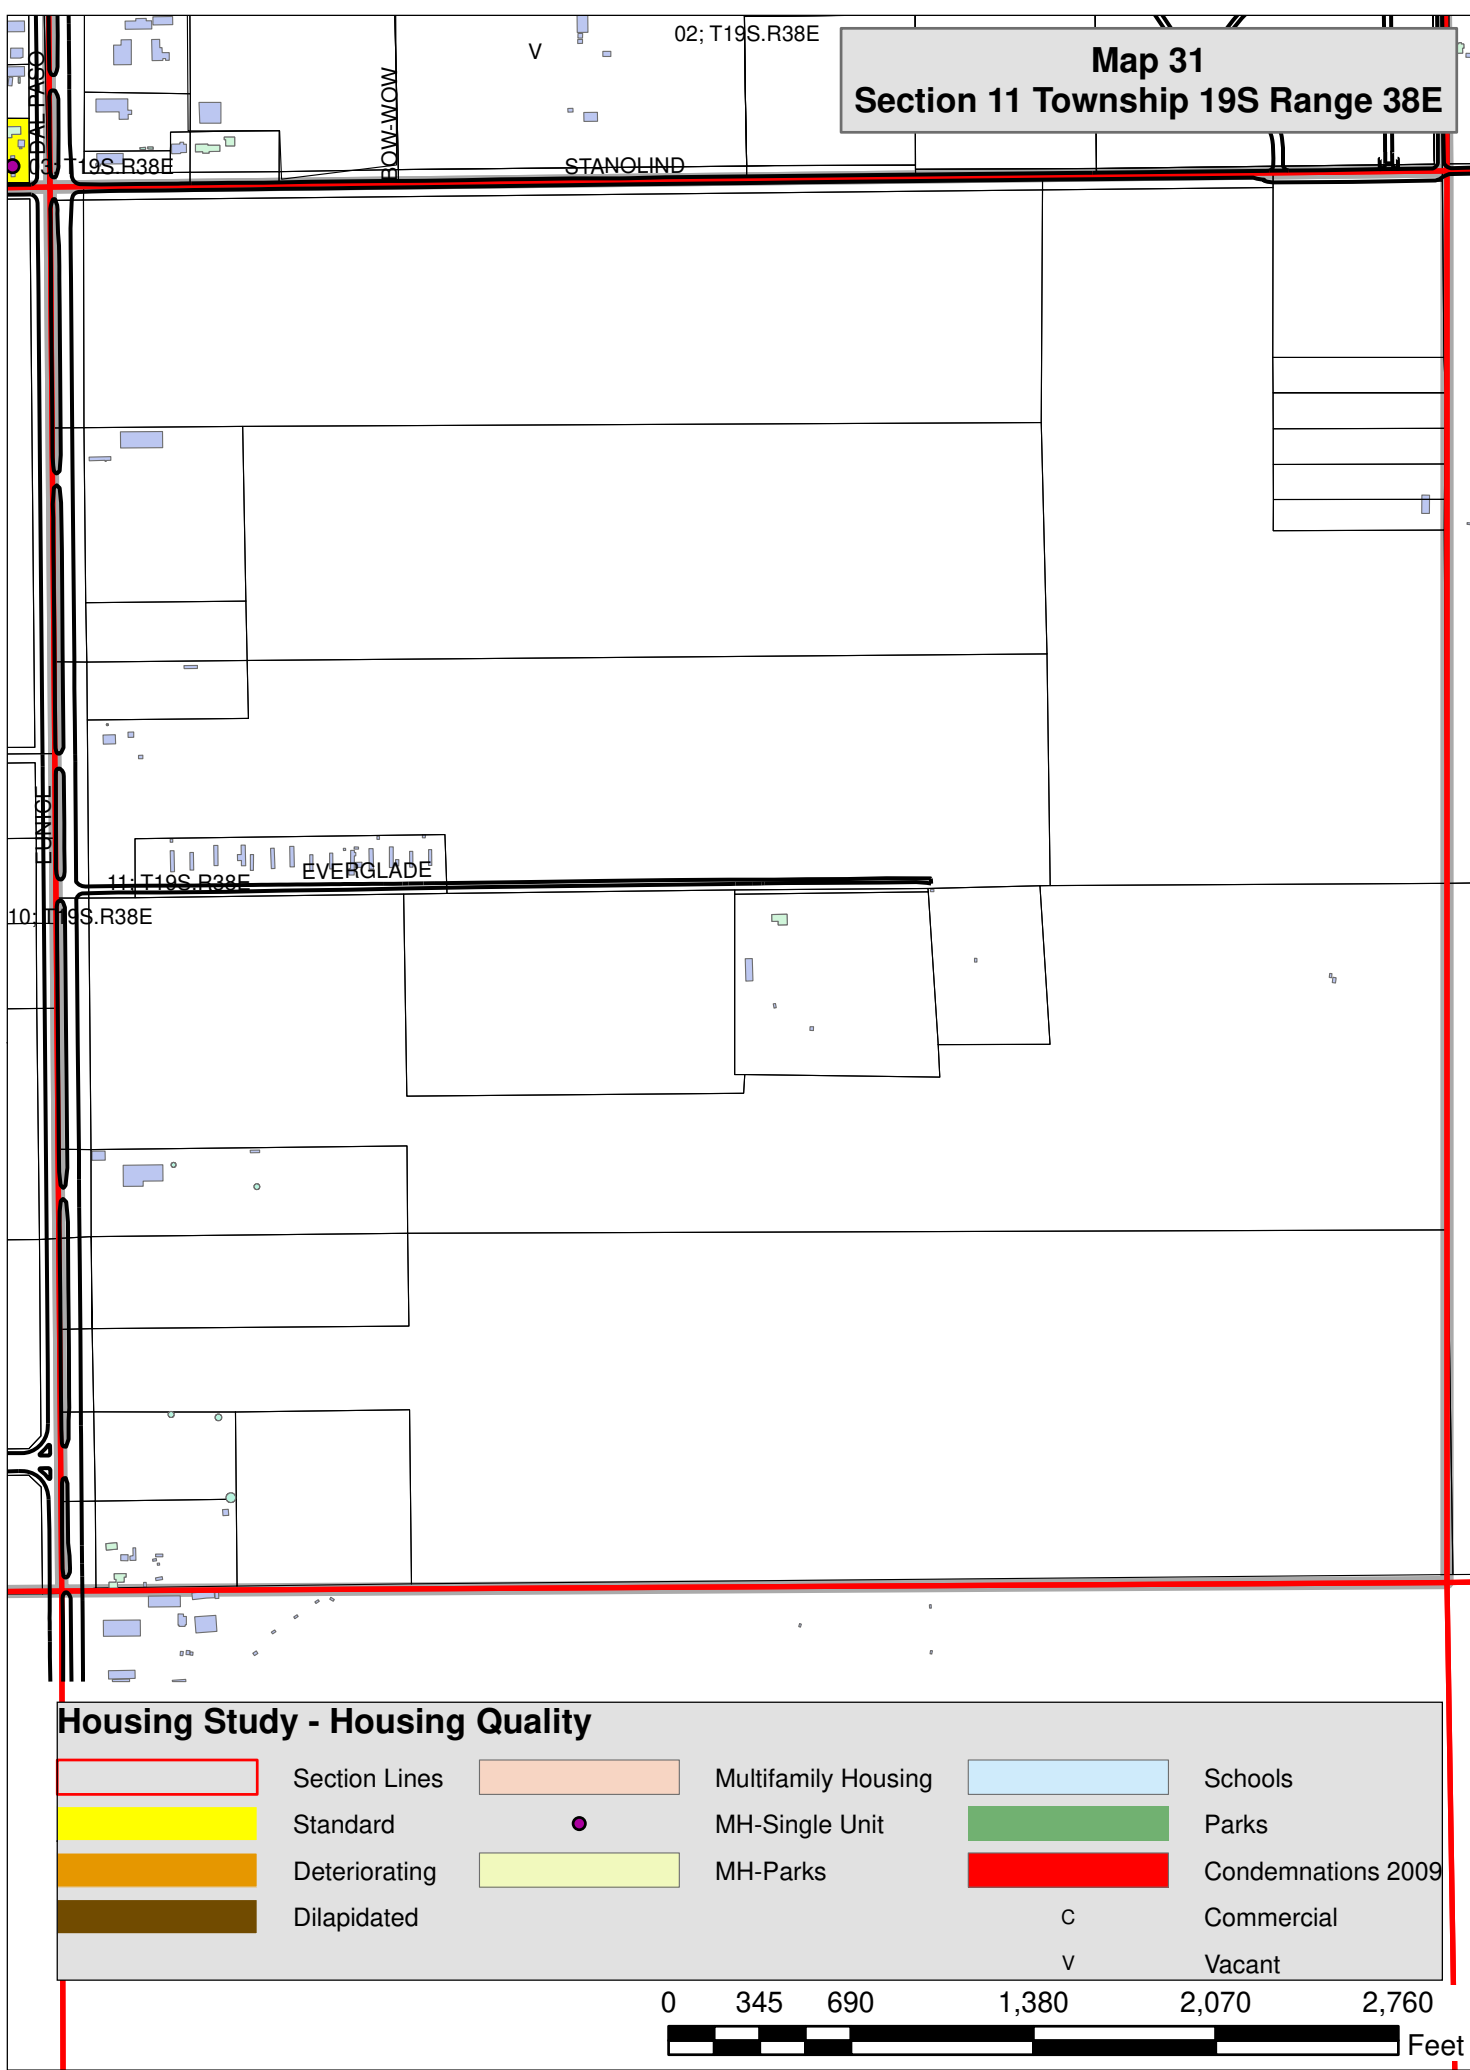 02; T19S.R38E
V
Map 31
Section 11 Township 19S Range 38E
DAL PASO
BOW-WOW
03; T19S.R38E
STANOLIND
EUNICE
EVERGLADE
11; T19S.R38E
10; T19S.R38E
Housing Study - Housing Quality
Section Lines
Multifamily Housing
Schools
Standard
MH-Single Unit
Parks
Deteriorating
MH-Parks
Condemnations 2009
Dilapidated
C
Commercial
V
Vacant
0 345 690 1,380 2,070 2,760
Feet